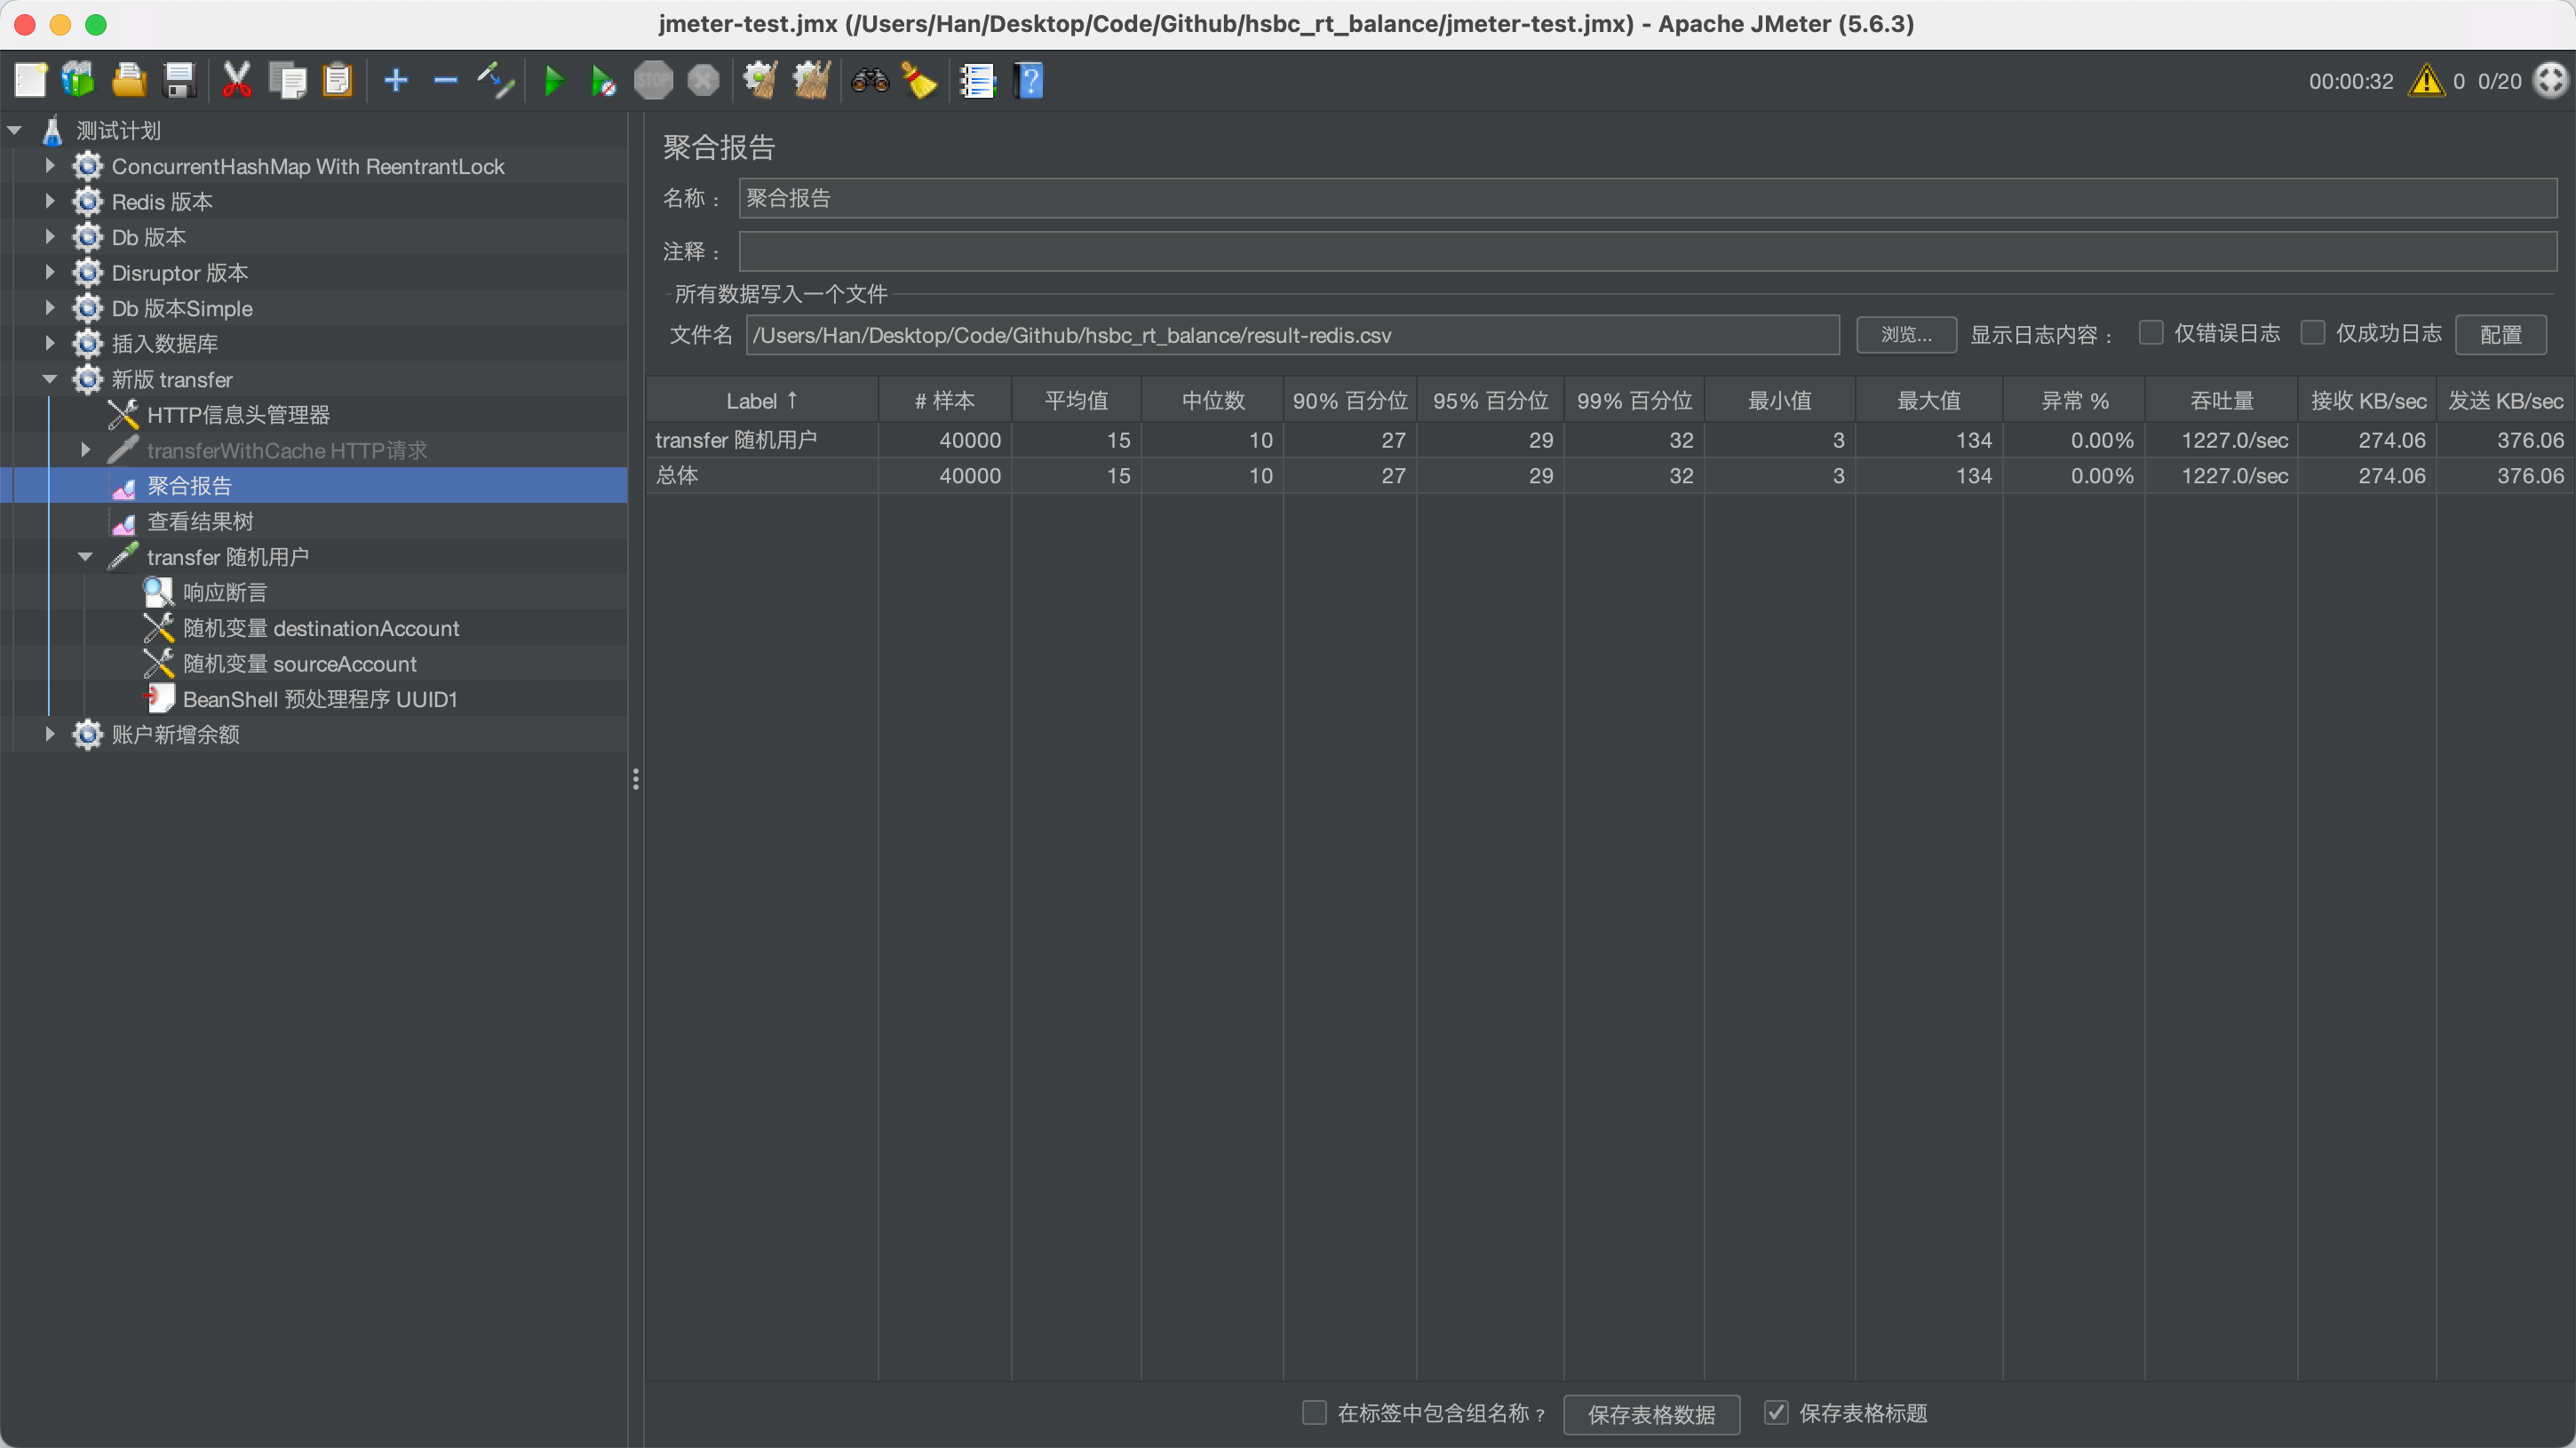 jmeter-test.jmx (/Users/Han/Desktop/Code/Github/hsbc_rt_balance/jmeter-test.jmx) - Apache JMeter (5.6.3)
STOP
00:00:32 0 0/20
测试计划
ConcurrentHashMap With ReentrantLock
Redis 版本
Db 版本
Disruptor 版本
Db 版本Simple
插入数据库
新版 transfer
HTTP信息头管理器
transferWithCache HTTP请求
聚合报告
查看结果树
transfer 随机用户
响应断言
随机变量 destinationAccount
随机变量 sourceAccount
BeanShell 预处理程序 UUID1
账户新增余额
聚合报告
名称： 聚合报告
注释：
所有数据写入一个文件
文件名 /Users/Han/Desktop/Code/Github/hsbc_rt_balance/result-redis.csv 浏览... 显示日志内容： 仅错误日志 仅成功日志 配置
Label ↑ # 样本 平均值 中位数 90% 百分位 95% 百分位 99% 百分位 最小值 最大值 异常 % 吞吐量 接收 KB/sec 发送 KB/sec
transfer 随机用户 40000 15 10 27 29 32 3 134 0.00% 1227.0/sec 274.06 376.06
总体 40000 15 10 27 29 32 3 134 0.00% 1227.0/sec 274.06 376.06
在标签中包含组名称？ 保存表格数据 保存表格标题